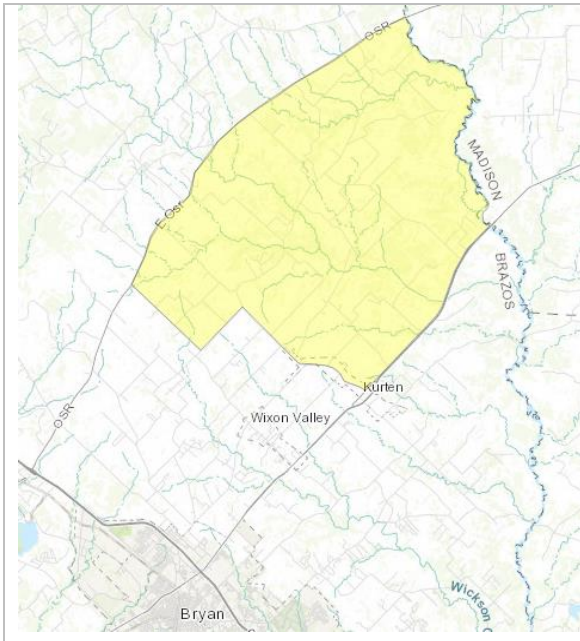 OSR
MADISON
E Osr
BRAZOS
Kurten
OSR
Wixon Valley
Wickson
Bryan